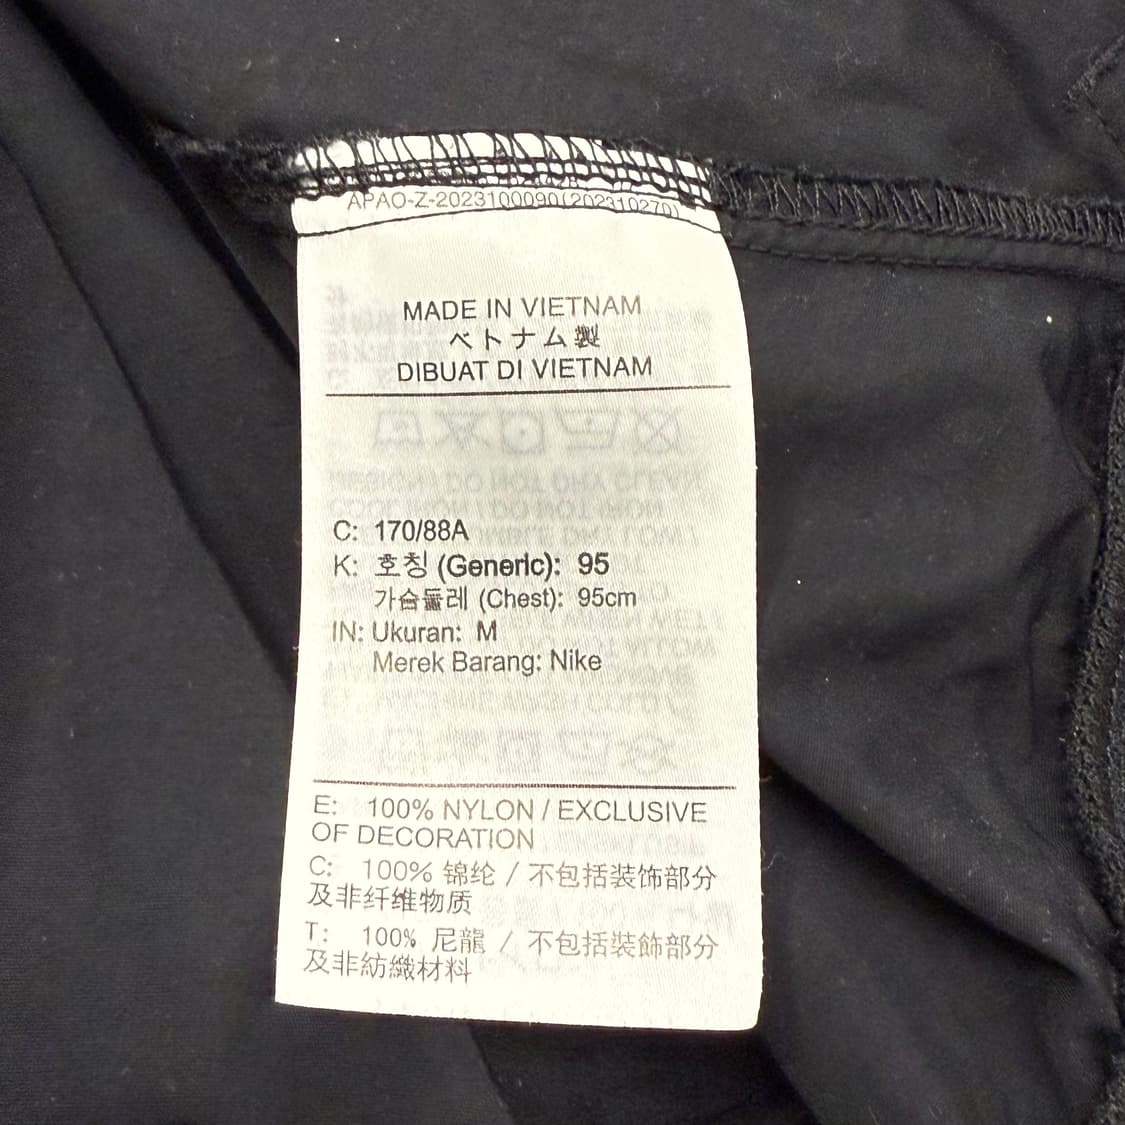 APAO-Z-2023100090(20231027D)
MADE IN VIETNAM
ベトナム製
DIBUAT DI VIETNAM
C: 170/88A
K: 호칭 (Generic): 95
가슴둘레 (Chest): 95cm
IN: Ukuran: M
Merek Barang: Nike
E: 100% NYLON / EXCLUSIVE
OF DECORATION
C: 100% 锦纶 / 不包括装饰部分
及非纤维物质
T: 100% 尼龍 / 不包括裝飾部分
及非紡織材料